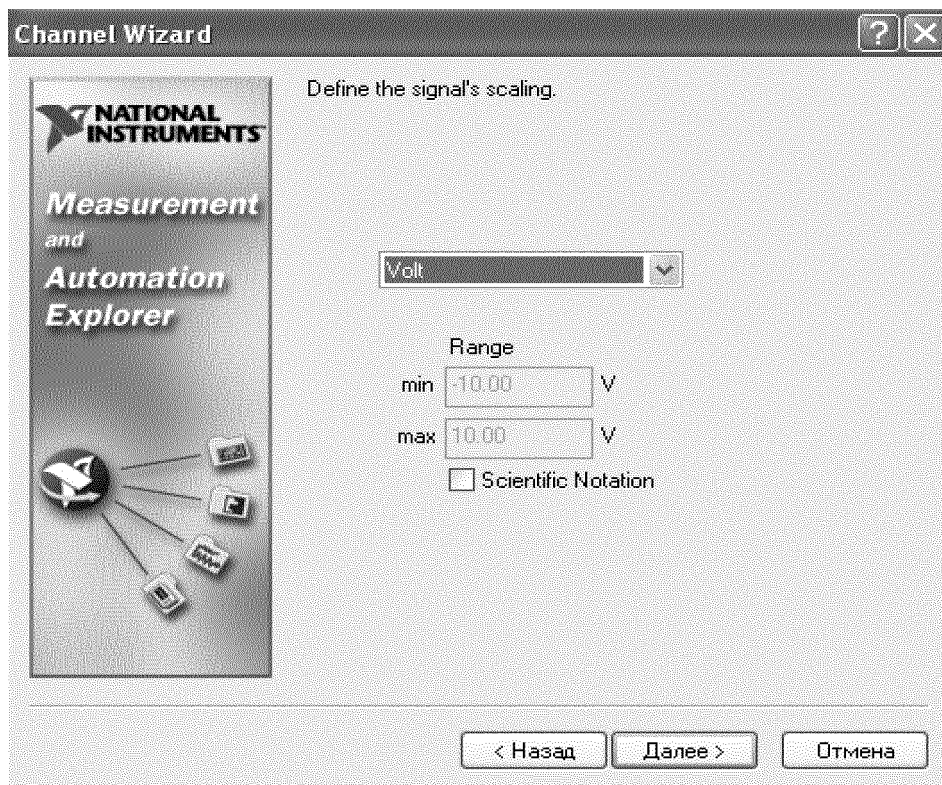 Channel Wizard
NATIONAL
INSTRUMENTS™
Measurement
and
Automation
Explorer
Define the signal's scaling.
Volt
Range
min -10.00 V
max 10.00 V
Scientific Notation
< Назад
Далее >
Отмена